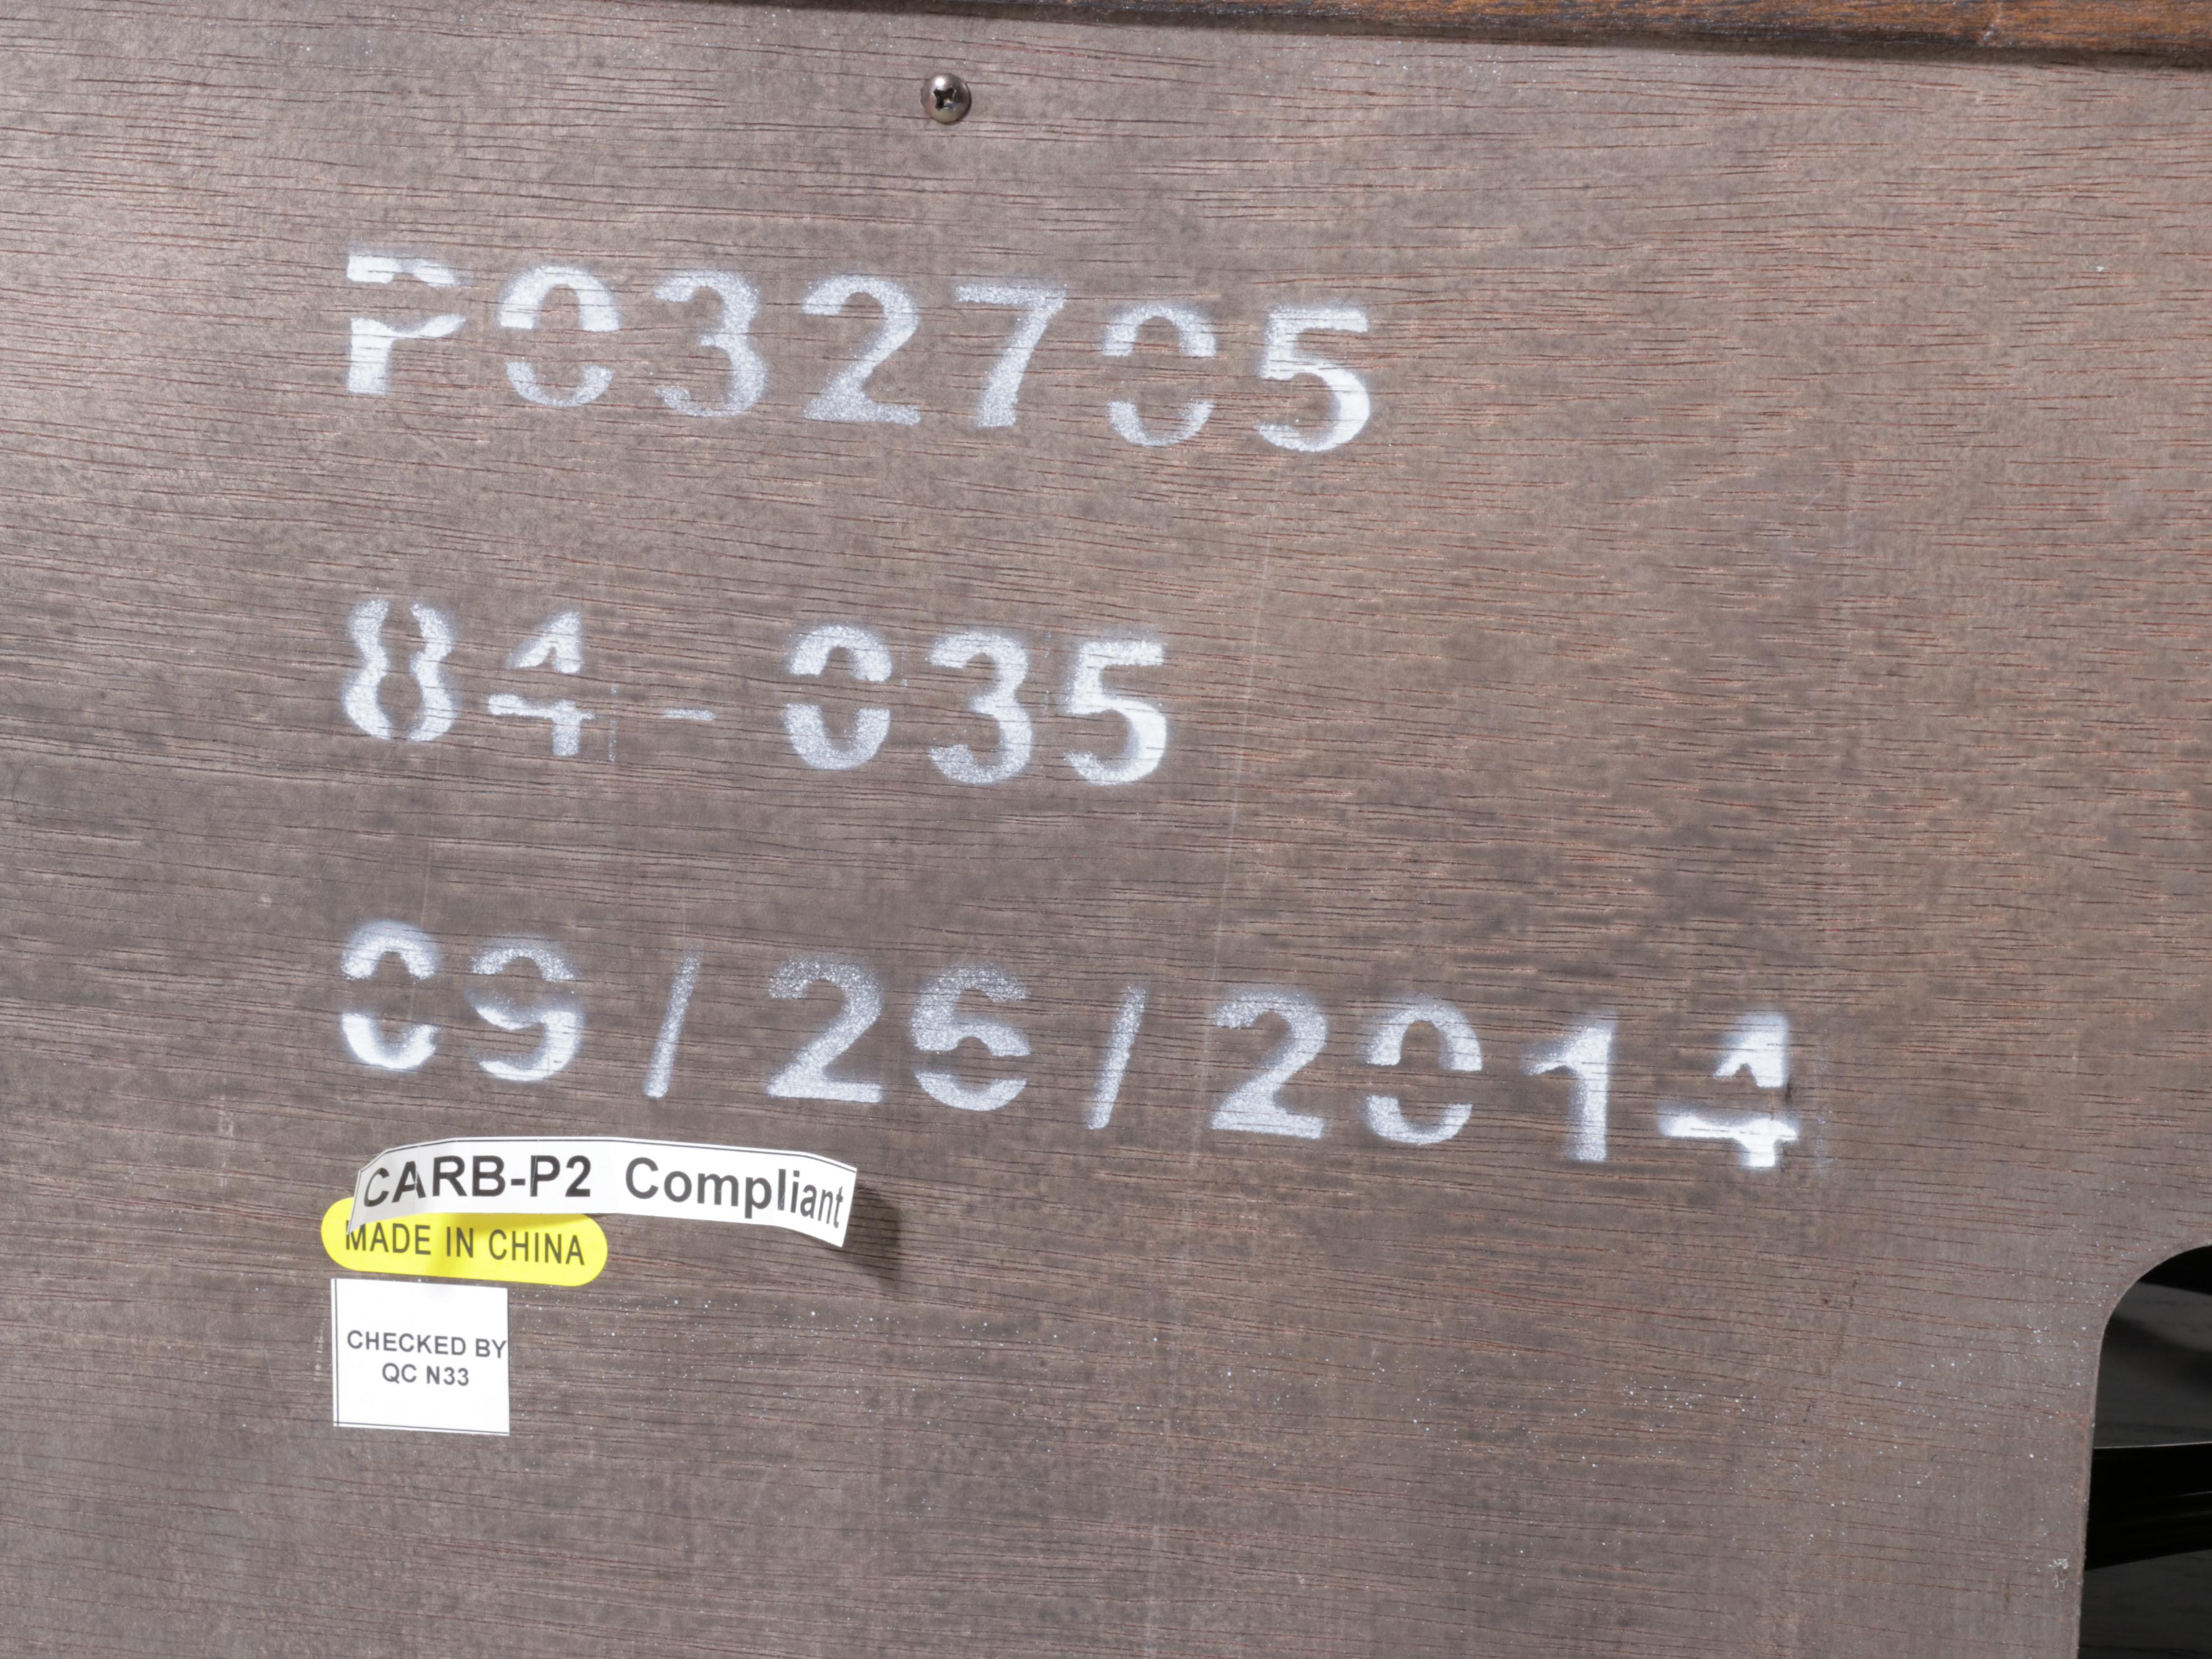 P032705
84-035
09/26/2014
CARB-P2 Compliant
MADE IN CHINA
CHECKED BY
QC N33